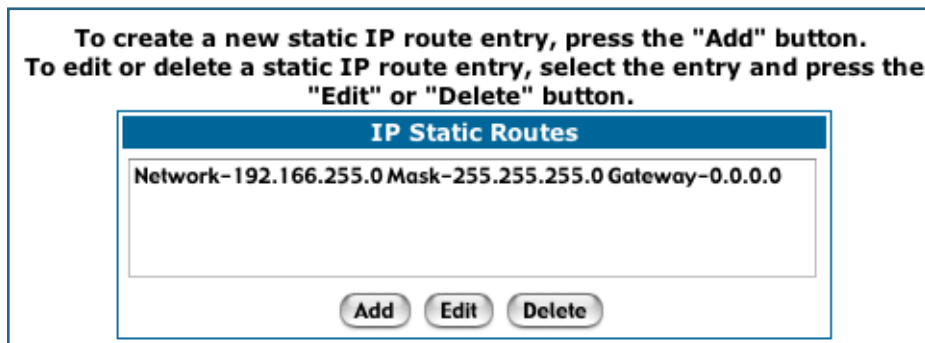 To create a new static IP route entry, press the "Add" button.
To edit or delete a static IP route entry, select the entry and press the
"Edit" or "Delete" button.
IP Static Routes
Network-192.166.255.0 Mask-255.255.255.0 Gateway-0.0.0.0
Add Edit Delete